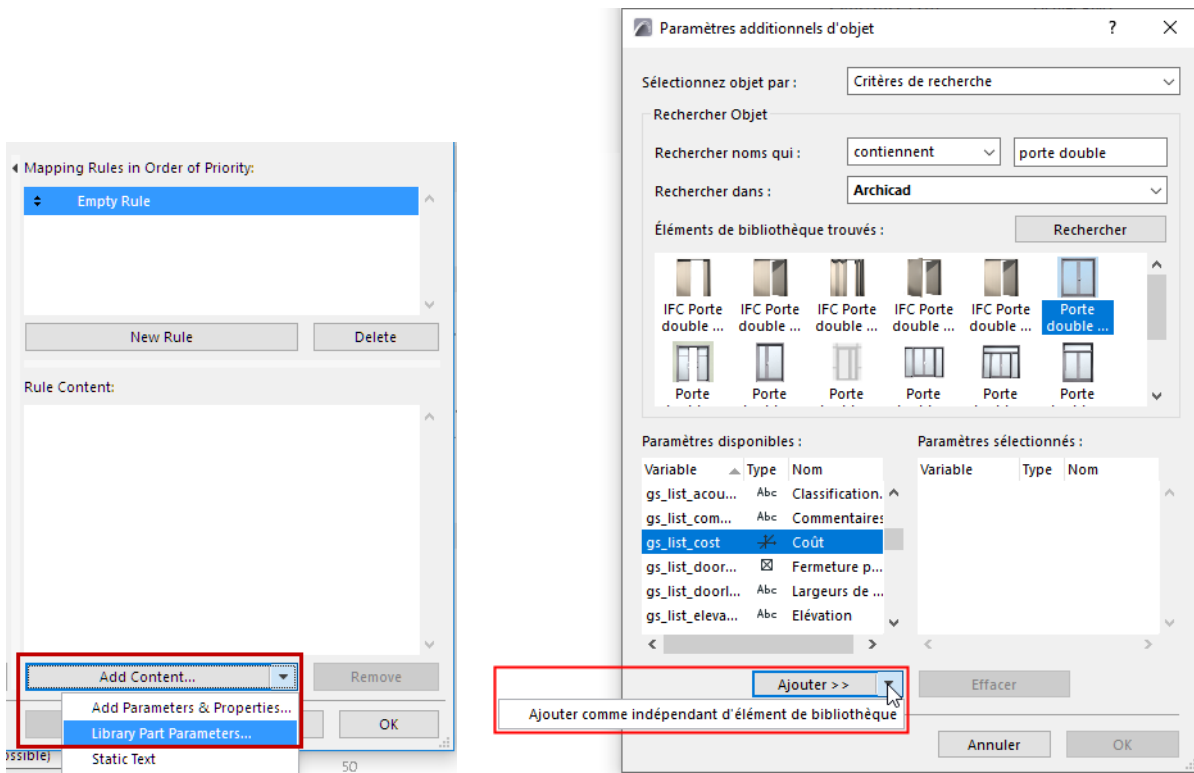 Mapping Rules in Order of Priority:
Empty Rule
New Rule
Delete
Rule Content:
Add Content...
Remove
Add Parameters & Properties...
Library Part Parameters...
Static Text
OK
ossible)
50
Paramètres additionnels d'objet
?
Sélectionnez objet par :
Critères de recherche
Rechercher Objet
Rechercher noms qui :
contiennent
porte double
Rechercher dans :
Archicad
Éléments de bibliothèque trouvés :
Rechercher
IFC Porte double ...
IFC Porte double ...
IFC Porte double ...
IFC Porte double ...
IFC Porte double ...
Porte double ...
Porte
Porte
Porte
Porte
Porte
Porte
Paramètres disponibles :
Variable Type Nom
gs_list_acou... Abc Classification.
gs_list_com... Abc Commentaires
gs_list_cost Coût
gs_list_door... Fermeture p...
gs_list_doorl... Abc Largeurs de ...
gs_list_eleva... Abc Elévation
Paramètres sélectionnés :
Variable Type Nom
Ajouter >>
Effacer
Ajouter comme indépendant d'élément de bibliothèque
Annuler
OK